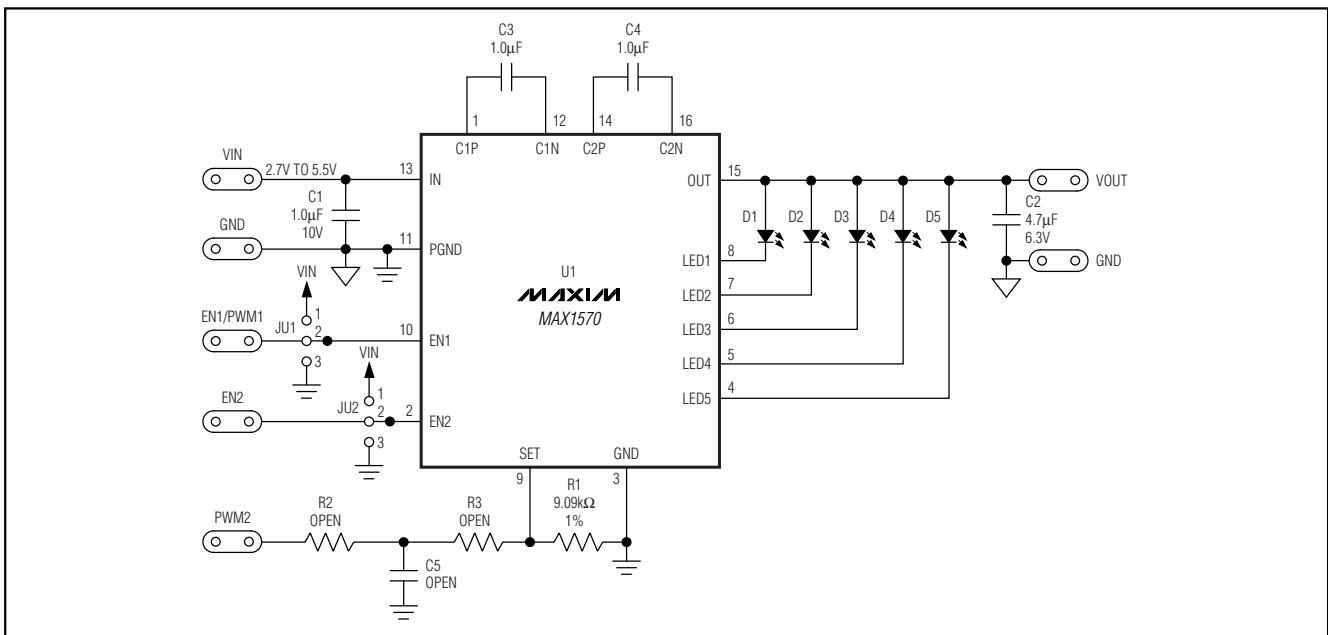 C3
1.0µF
C4
1.0µF
1
12
14
16
C1P
C1N
C2P
C2N
VIN
2.7V TO 5.5V
13
IN
C1
1.0µF
10V
GND
11
PGND
VIN
EN1/PWM1
JU1
1
2
3
10
EN1
VIN
EN2
JU2
1
2
3
2
EN2
U1
MAXIM
MAX1570
OUT
15
VOUT
D1
D2
D3
D4
D5
C2
4.7µF
6.3V
GND
LED1
8
LED2
7
LED3
6
LED4
5
LED5
4
SET
GND
9
3
PWM2
R2
OPEN
R3
OPEN
R1
9.09kΩ
1%
C5
OPEN